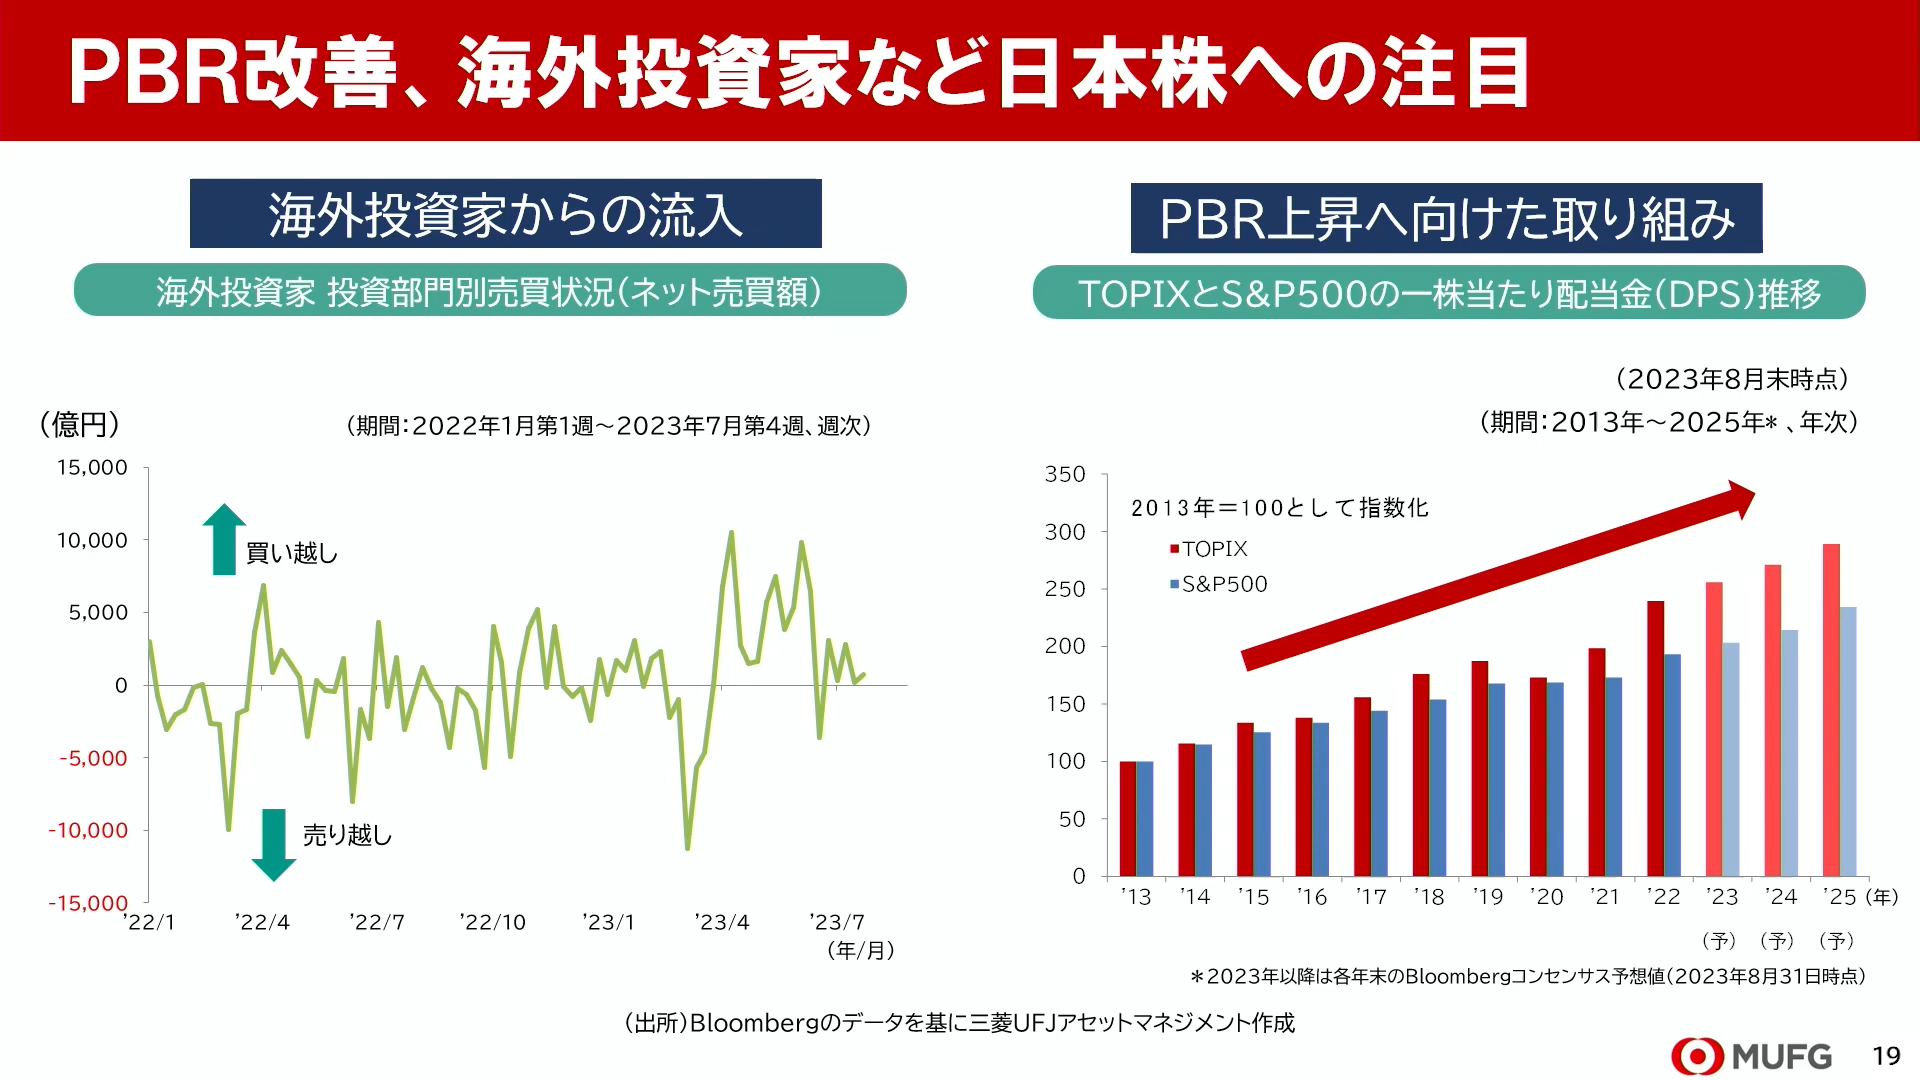 PBR改善、海外投資家など日本株への注目
海外投資家からの流入
海外投資家 投資部門別売買状況（ネット売買額）
（億円）
（期間：2022年1月第1週～2023年7月第4週、週次）
15,000
10,000
5,000
0
-5,000
-10,000
-15,000
買い越し
売り越し
’22/1
’22/4
’22/7
’22/10
’23/1
’23/4
’23/7
（年/月）
PBR上昇へ向けた取り組み
TOPIXとS&P500の一株当たり配当金（DPS）推移
（2023年8月末時点）
（期間：2013年～2025年*、年次）
350
300
250
200
150
100
50
0
2013年＝100として指数化
TOPIX
S&P500
’13
’14
’15
’16
’17
’18
’19
’20
’21
’22
’23
’24
’25
（年）
（予）
（予）
（予）
＊2023年以降は各年末のBloombergコンセンサス予想値（2023年8月31日時点）
（出所）Bloombergのデータを基に三菱UFJアセットマネジメント作成
MUFG
19